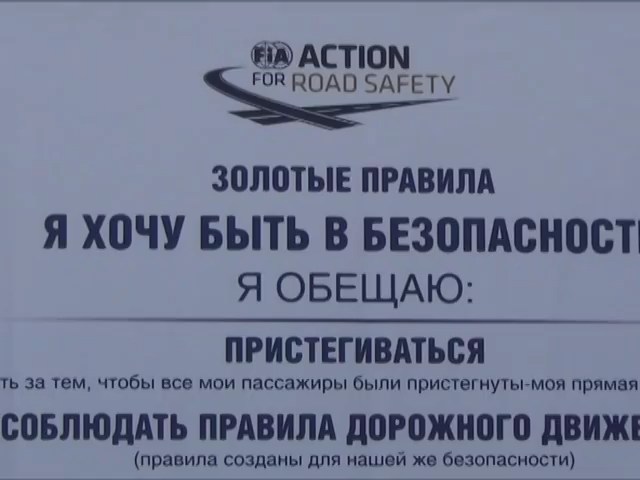 FIA ACTION
FOR ROAD SAFETY
ЗОЛОТЫЕ ПРАВИЛА
Я ХОЧУ БЫТЬ В БЕЗОПАСНОСТ
Я ОБЕЩАЮ:
ПРИСТЕГИВАТЬСЯ
ть за тем, чтобы все мои пассажиры были пристегнуты-моя прямая
СОБЛЮДАТЬ ПРАВИЛА ДОРОЖНОГО ДВИЖЕ
(правила созданы для нашей же безопасности)